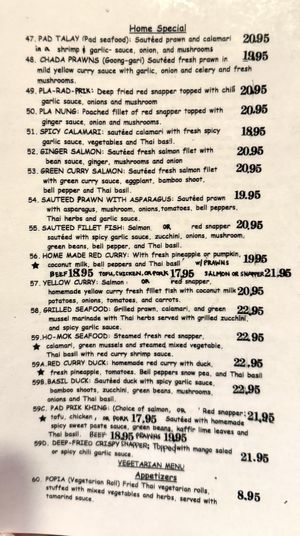 Home Special
47. PAD TALAY (Pad seafood): Sautéed prawn and calamari 20.95
in a shrimp & garlic- sauce, onion, and mushrooms
48. CHADA PRAWNS (Goong-gari) Sautéed fresh prawn in 19.95
mild yellow curry sauce with garlic, onion and celery and fresh
mushrooms.
49. PLA-RAD-PRIK: Deep fried red snapper topped with chili 20.95
garlic sauce, onions and mushroom
50. PLA NUNG: Pooched fillet of red snapper topped with 20.95
ginger sauce, onion and mushrooms.
51. SPICY CALAMARI: sautéed calamari with fresh spicy 18.95
garlic sauce, vegetables and Thai basil.
52. GINGER SALMON: Sautéed fresh salmon filet with 20.95
bean sauce, ginger, mushrooms and onion
53. GREEN CURRY SALMON: Sautéed fresh salmon filet 20.95
with green curry sauce, eggplant, bamboo shoot,
bell pepper and Thai basil.
54. SAUTEED PRAWN WITH ASPARAGUS: Sautéed prawn 19.95
with asparagus, mushroom, onions,tomatoes, bell peppers,
Thai herbs and garlic sauce.
55. SAUTEED FILLET FISH: Salmon OR red snapper 20.95
sautéed with spicy garlic sauce, zucchini, onions, mushroom,
green beans, bell pepper, and Thai basil.
56. HOME MADE RED CURRY: With fresh pineapple or pumpkin, 19.95
★ coconut milk, bell peppers and Thai basil W/PRAWNS
BEEF 18.95 TOFU, CHICKEN, OR PORK 17.95 SALMON OR SNAPPER 21.95
57. YELLOW CURRY: Salmon OR red snapper,
homemade yellow curry fresh fillet fish with coconut milk 20.95
potatoes, onions, tomatoes, and carrots.
58. GRILLED SEAFOOD: Grilled prawn, calamari, and green 22.95
mussel marinade with Thai herbs served with grilled zucchini,
and spicy garlic sauce.
59. HO-MOK SEAFOOD: Steamed fresh red snapper, 22.95
★ calamari, green mussels and steamed mixed vegetable,
Thai basil with red curry shrimp sauce.
59A RED CURRY DUCK: homemade red curry with duck, 22.95
★ fresh pineapple, tomatoes. Bell peppers snow pea, and Thai basil
59B. BASIL DUCK: Sautéed duck with spicy garlic sauce,
bamboo shoots, zucchini, green beans, mushrooms, 22.95
onions, and Thai basil.
59C. PAD PRIK KHING: (Choice of salmon, OR Red snapper; 21.95
★ tofu, chicken, OR PORK 17.95 Sautéed with homemade
spicy sweet paste sauce, green beans, kaffir lime leaves and
Thai basil. BEEF 18.95 PRAWNS 19.95
59D. DEEP-FRIED CRISPY SNAPPER; Topped with mango salad
or spicy chili garlic sauce. 21.95
VEGETARIAN MENU
Appetizers
60. POPIA (Vegetarian Roll) Fried Thai vegetarian rolls,
stuffed with mixed vegetables and herbs, served with 8.95
tamarind sauce.